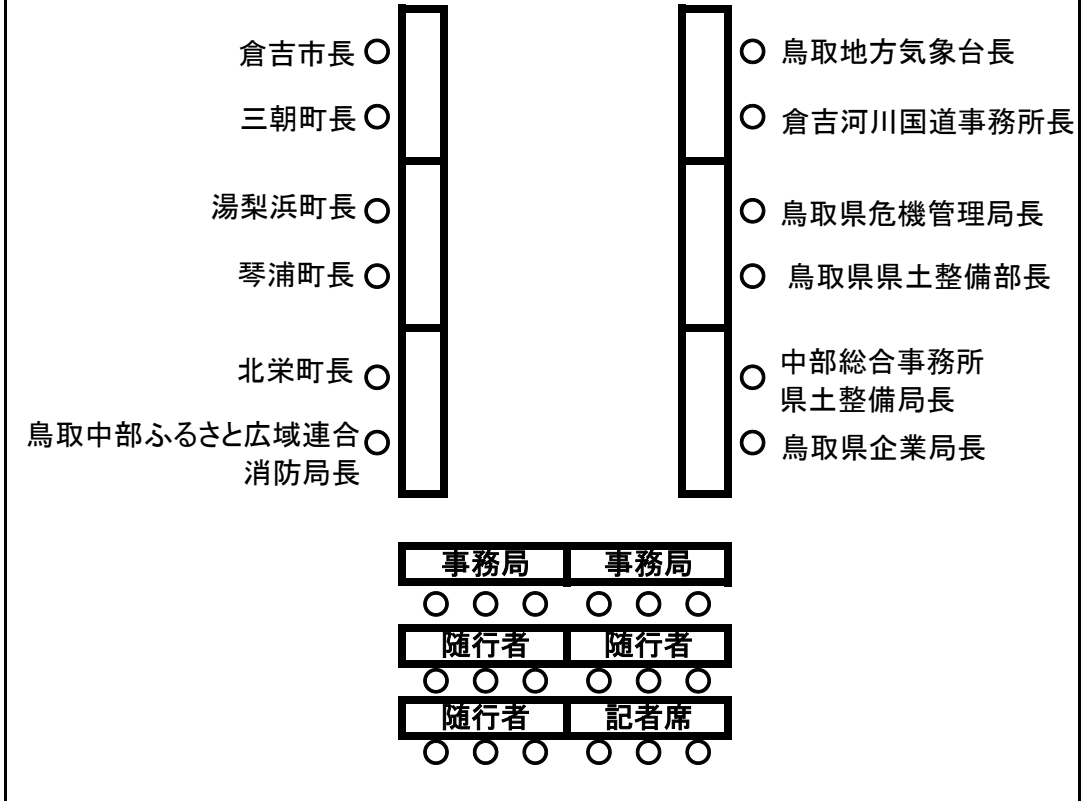 倉吉市長
三朝町長
湯梨浜町長
琴浦町長
北栄町長
鳥取中部ふるさと広域連合
消防局長
鳥取地方気象台長
倉吉河川国道事務所長
鳥取県危機管理局長
鳥取県県土整備部長
中部総合事務所
県土整備局長
鳥取県企業局長
事務局 事務局
随行者 随行者
随行者 記者席